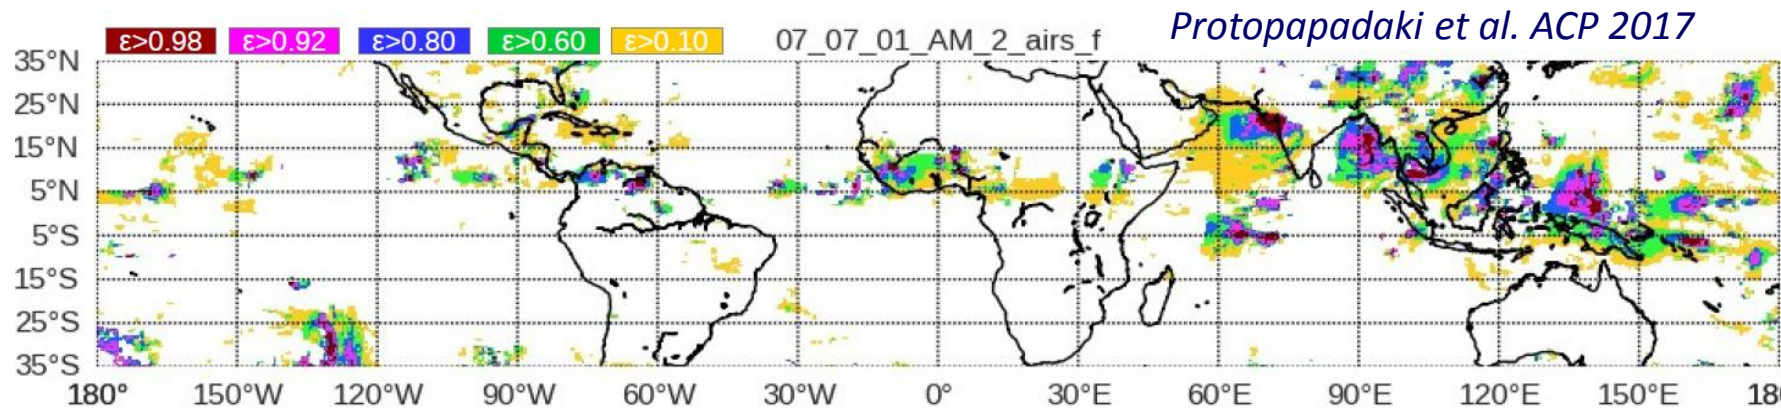 Protopapadaki et al. ACP 2017
ε>0.98 ε>0.92 ε>0.80 ε>0.60 ε>0.10 07_07_01_AM_2_airs_f
35°N
25°N
15°N
5°N
5°S
15°S
25°S
35°S
180° 150°W 120°W 90°W 60°W 30°W 0° 30°E 60°E 90°E 120°E 150°E 18